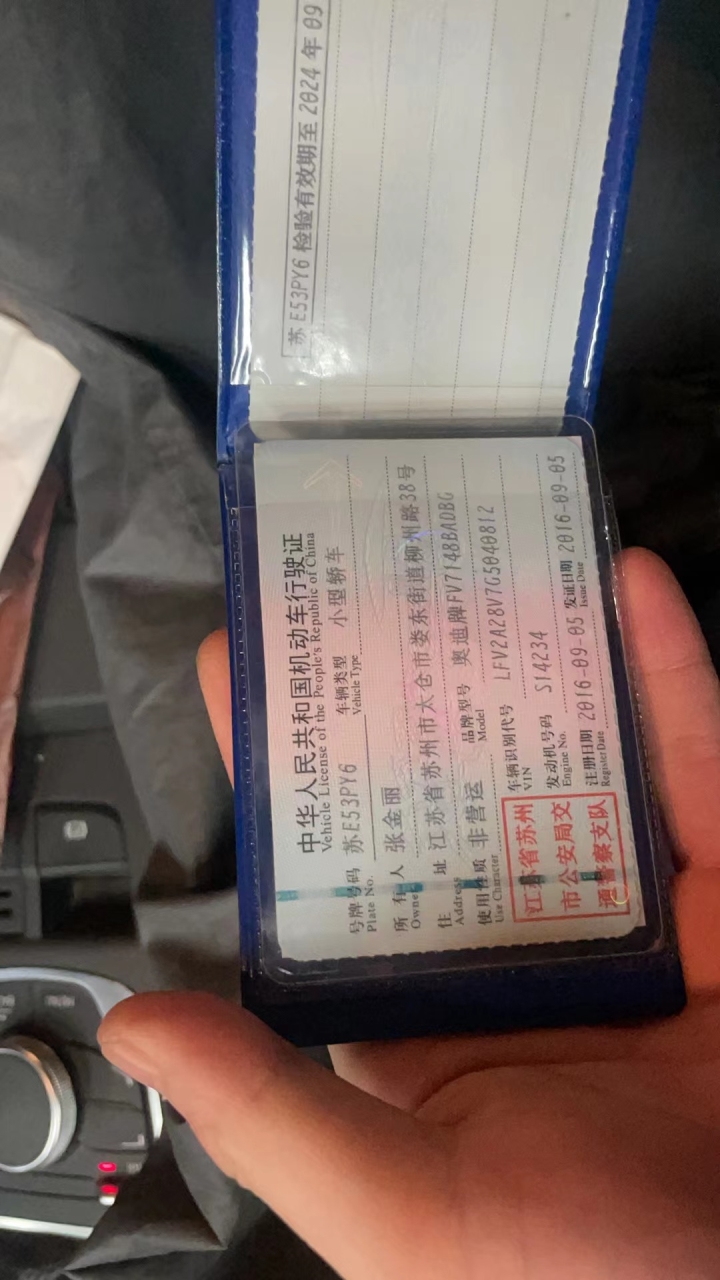 苏E53PY6 检验有效期至 2024 年 09
中华人民共和国机动车行驶证
Vehicle License of the People's Republic of China
号牌号码 苏E53PY6 车辆类型 小型轿车
Plate No. Vehicle Type
所有人 张金丽
Owner
住址 江苏省苏州市太仓市娄东街道柳州路38号
Address
使用性质 非营运 品牌型号 奥迪牌FV7148BADBG
Use Character Model
江苏省苏州
市公安局交
通警察支队
车辆识别代号 LFV2A28V7G5040812
VIN
发动机号码 S14234
Engine No.
注册日期 2016-09-05 发证日期 2016-09-05
Register Date Issue Date